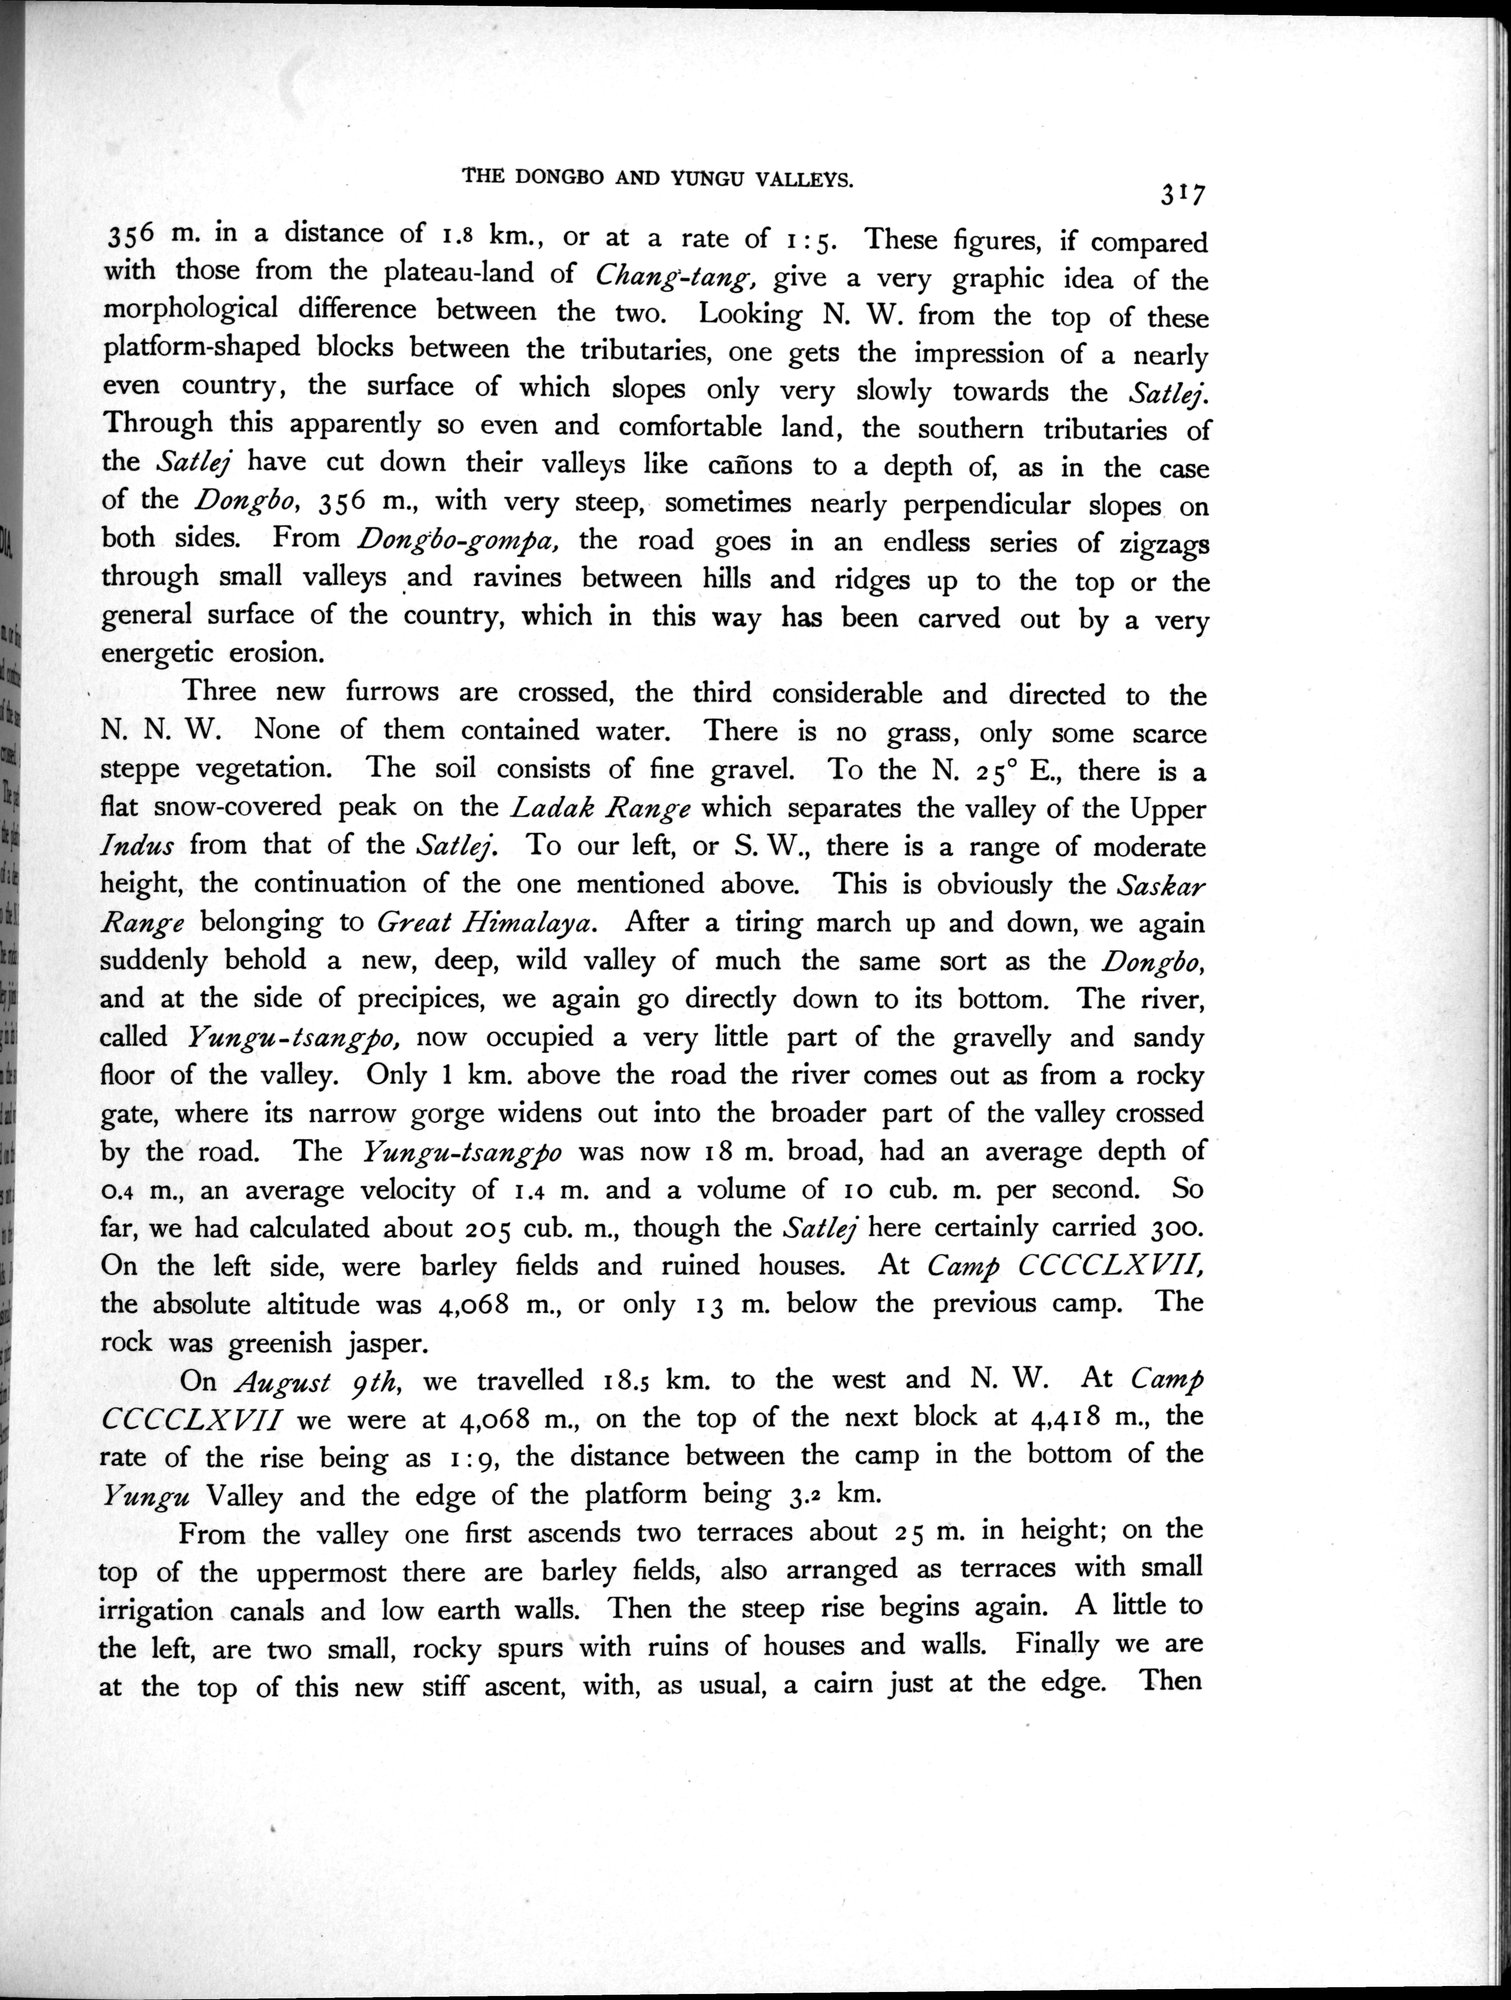 THE DONGBO AND YUNGU VALLEYS.
317
356 m. in a distance of 1.8 km., or at a rate of 1:5. These figures, if compared
with those from the plateau-land of Chang-tang, give a very graphic idea of the
morphological difference between the two. Looking N. W. from the top of these
platform-shaped blocks between the tributaries, one gets the impression of a nearly
even country, the surface of which slopes only very slowly towards the Satlej.
Through this apparently so even and comfortable land, the southern tributaries of
the Satlej have cut down their valleys like cañons to a depth of, as in the case
of the Dongbo, 356 m., with very steep, sometimes nearly perpendicular slopes on
both sides. From Dongbo-gompa, the road goes in an endless series of zigzags
through small valleys and ravines between hills and ridges up to the top or the
general surface of the country, which in this way has been carved out by a very
energetic erosion.
Three new furrows are crossed, the third considerable and directed to the
N. N. W. None of them contained water. There is no grass, only some scarce
steppe vegetation. The soil consists of fine gravel. To the N. 25° E., there is a
flat snow-covered peak on the Ladak Range which separates the valley of the Upper
Indus from that of the Satlej. To our left, or S. W., there is a range of moderate
height, the continuation of the one mentioned above. This is obviously the Saskar
Range belonging to Great Himalaya. After a tiring march up and down, we again
suddenly behold a new, deep, wild valley of much the same sort as the Dongbo,
and at the side of precipices, we again go directly down to its bottom. The river,
called Yungu-tsangpo, now occupied a very little part of the gravelly and sandy
floor of the valley. Only 1 km. above the road the river comes out as from a rocky
gate, where its narrow gorge widens out into the broader part of the valley crossed
by the road. The Yungu-tsangpo was now 18 m. broad, had an average depth of
0.4 m., an average velocity of 1.4 m. and a volume of 10 cub. m. per second. So
far, we had calculated about 205 cub. m., though the Satlej here certainly carried 300.
On the left side, were barley fields and ruined houses. At Camp CCCCLXVII,
the absolute altitude was 4,068 m., or only 13 m. below the previous camp. The
rock was greenish jasper.
On August 9th, we travelled 18.5 km. to the west and N. W. At Camp
CCCCLXVII we were at 4,068 m., on the top of the next block at 4,418 m., the
rate of the rise being as 1:9, the distance between the camp in the bottom of the
Yungu Valley and the edge of the platform being 3.2 km.
From the valley one first ascends two terraces about 25 m. in height; on the
top of the uppermost there are barley fields, also arranged as terraces with small
irrigation canals and low earth walls. Then the steep rise begins again. A little to
the left, are two small, rocky spurs with ruins of houses and walls. Finally we are
at the top of this new stiff ascent, with, as usual, a cairn just at the edge. Then